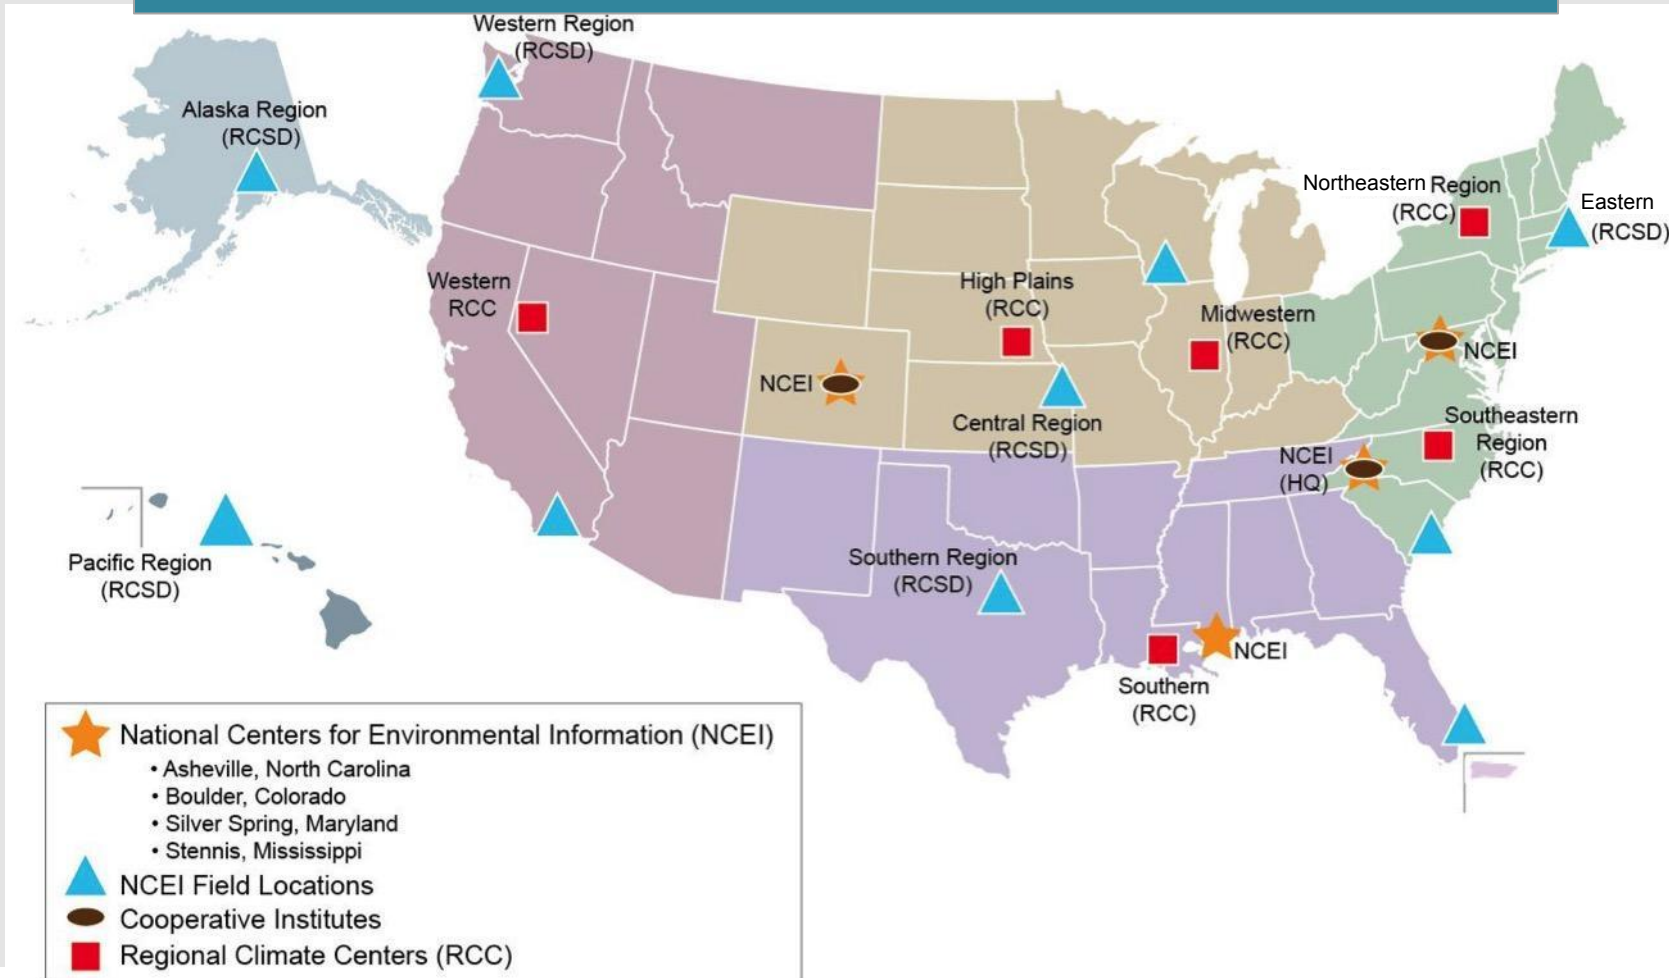 Western Region
(RCSD)
Alaska Region
(RCSD)
Northeastern Region
(RCC)
Eastern
(RCSD)
Western
RCC
High Plains
(RCC)
Midwestern
(RCC)
NCEI
NCEI
Central Region
(RCSD)
Southeastern
Region
(RCC)
NCEI
(HQ)
Pacific Region
(RCSD)
Southern Region
(RCSD)
NCEI
Southern
(RCC)
National Centers for Environmental Information (NCEI)
• Asheville, North Carolina
• Boulder, Colorado
• Silver Spring, Maryland
• Stennis, Mississippi
NCEI Field Locations
Cooperative Institutes
Regional Climate Centers (RCC)